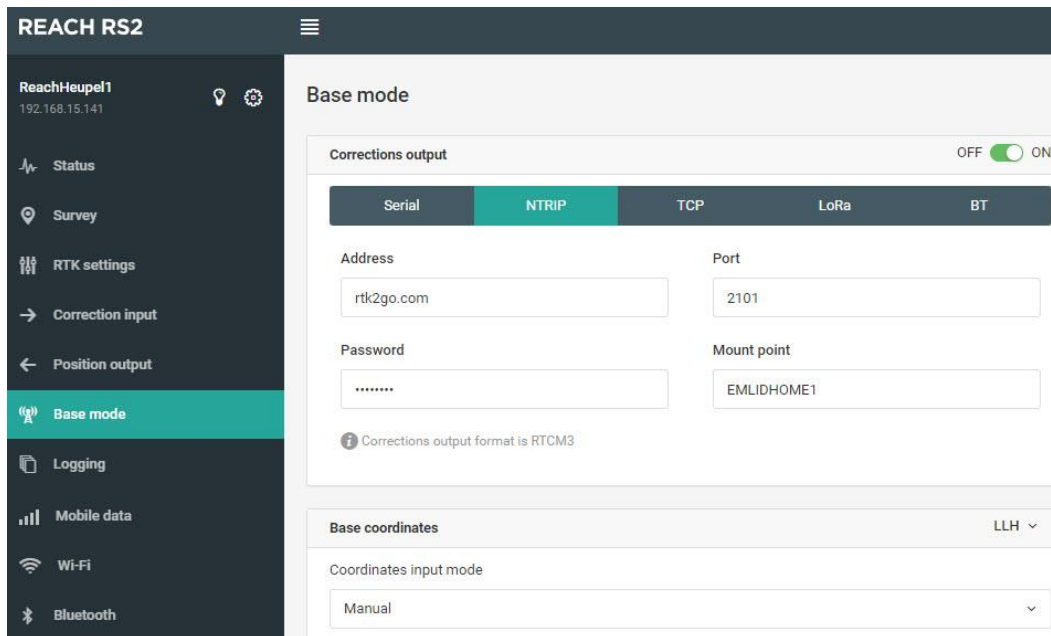 REACH RS2
ReachHeupel1
192.168.15.141
Status
Survey
RTK settings
Correction input
Position output
Base mode
Logging
Mobile data
Wi-Fi
Bluetooth
Base mode
Corrections output
OFF ON
Serial NTRIP TCP LoRa BT
Address Port
rtk2go.com 2101
Password Mount point
•••••••• EMLIDHOME1
Corrections output format is RTCM3
Base coordinates LLH
Coordinates input mode
Manual